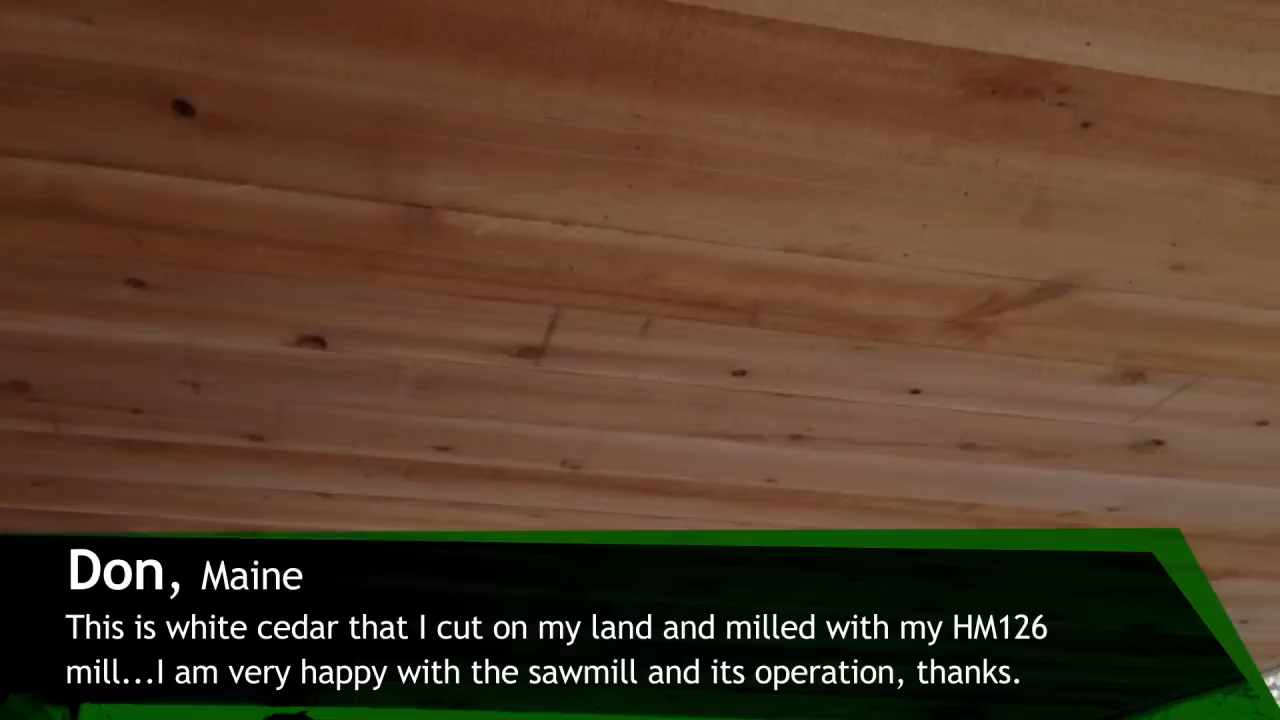 Don, Maine
This is white cedar that I cut on my land and milled with my HM126
mill...I am very happy with the sawmill and its operation, thanks.